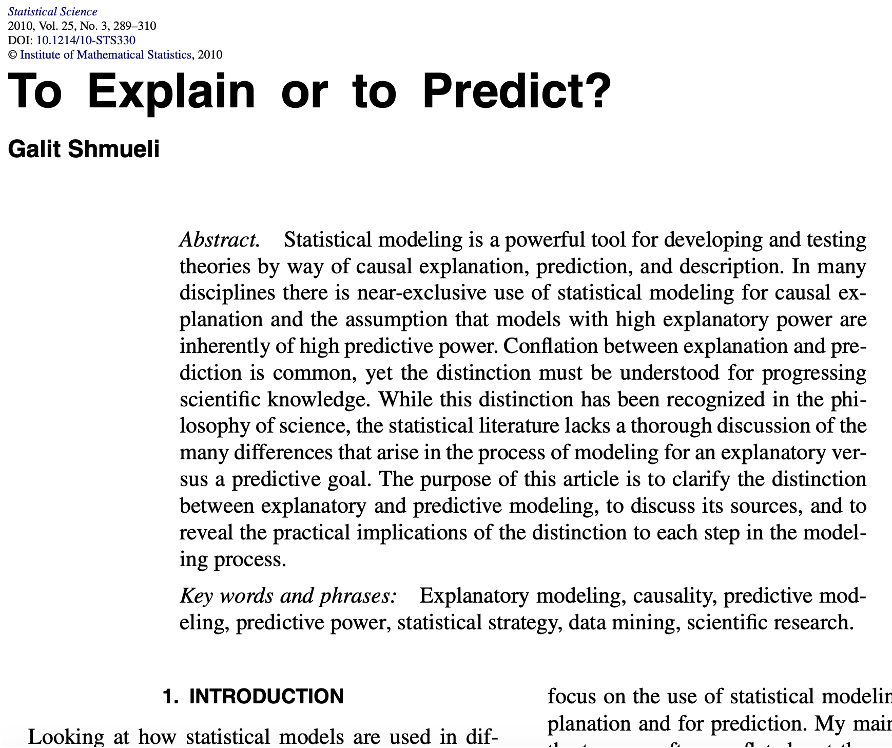 Statistical Science
2010, Vol. 25, No. 3, 289–310
DOI: 10.1214/10-STS330
© Institute of Mathematical Statistics, 2010
To Explain or to Predict?
Galit Shmueli
Abstract. Statistical modeling is a powerful tool for developing and testing
theories by way of causal explanation, prediction, and description. In many
disciplines there is near-exclusive use of statistical modeling for causal ex-
planation and the assumption that models with high explanatory power are
inherently of high predictive power. Conflation between explanation and pre-
diction is common, yet the distinction must be understood for progressing
scientific knowledge. While this distinction has been recognized in the phi-
losophy of science, the statistical literature lacks a thorough discussion of the
many differences that arise in the process of modeling for an explanatory ver-
sus a predictive goal. The purpose of this article is to clarify the distinction
between explanatory and predictive modeling, to discuss its sources, and to
reveal the practical implications of the distinction to each step in the model-
ing process.
Key words and phrases: Explanatory modeling, causality, predictive mod-
eling, predictive power, statistical strategy, data mining, scientific research.
1. INTRODUCTION
Looking at how statistical models are used in dif-
focus on the use of statistical modelin
planation and for prediction. My main